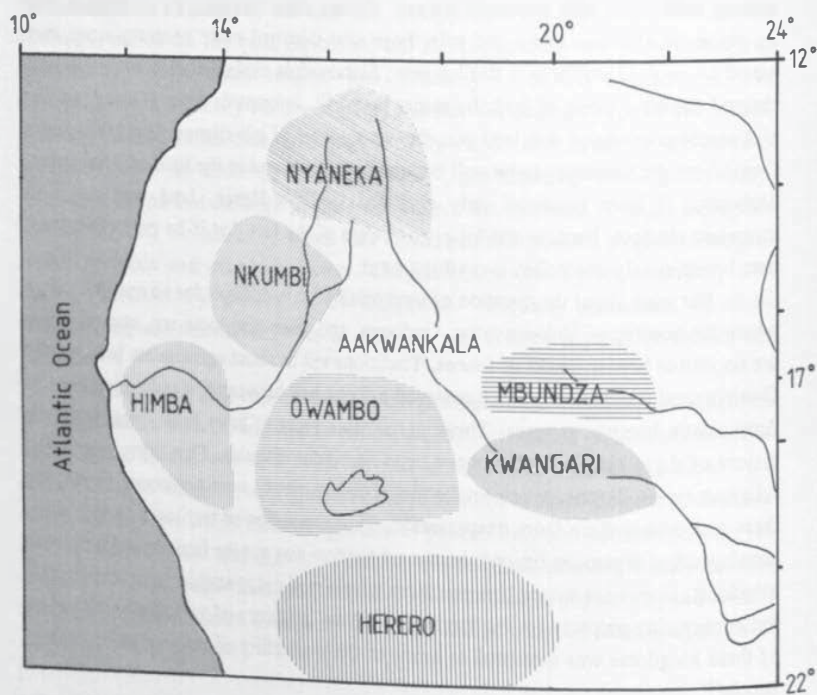 10° 14° 20° 24°
12°
NYANEKA
NKUMBI
AAKWANKALA
Atlantic Ocean
17°
HIMBA
OWAMBO
MBUNDZA
KWANGARI
HERERO
22°